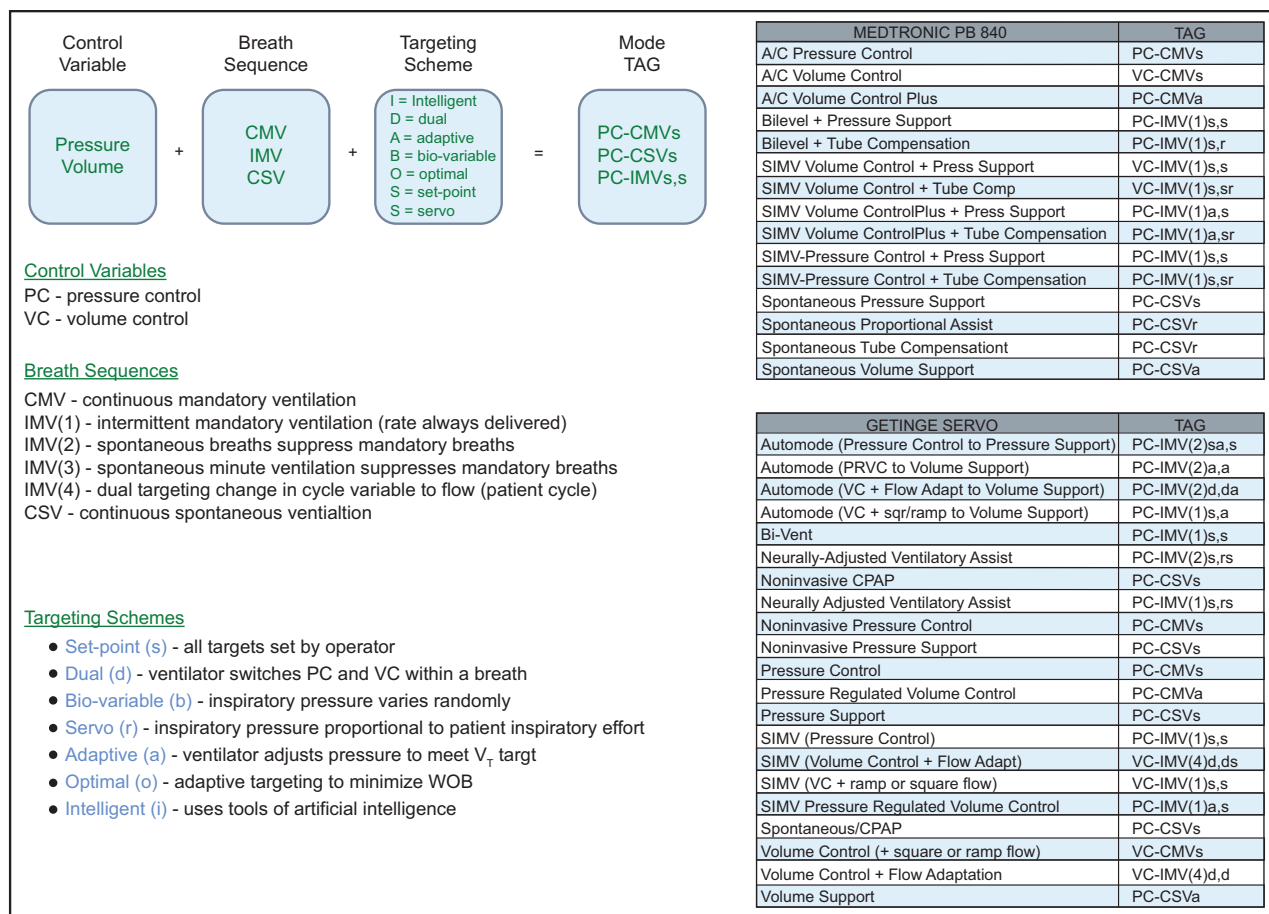 Control
Variable
Breath
Sequence
Targeting
Scheme
Mode
TAG
Pressure
Volume
+
CMV
IMV
CSV
+
I = Intelligent
D = dual
A = adaptive
B = bio-variable
O = optimal
S = set-point
S = servo
=
PC-CMVs
PC-CSVs
PC-IMVs,s
Control Variables
PC - pressure control
VC - volume control
Breath Sequences
CMV - continuous mandatory ventilation
IMV(1) - intermittent mandatory ventilation (rate always delivered)
IMV(2) - spontaneous breaths suppress mandatory breaths
IMV(3) - spontaneous minute ventilation suppresses mandatory breaths
IMV(4) - dual targeting change in cycle variable to flow (patient cycle)
CSV - continuous spontaneous ventialtion
Targeting Schemes
• Set-point (s) - all targets set by operator
• Dual (d) - ventilator switches PC and VC within a breath
• Bio-variable (b) - inspiratory pressure varies randomly
• Servo (r) - inspiratory pressure proportional to patient inspiratory effort
• Adaptive (a) - ventilator adjusts pressure to meet VT targt
• Optimal (o) - adaptive targeting to minimize WOB
• Intelligent (i) - uses tools of artificial intelligence
MEDTRONIC PB 840 TAG
A/C Pressure Control PC-CMVs
A/C Volume Control VC-CMVs
A/C Volume Control Plus PC-CMVa
Bilevel + Pressure Support PC-IMV(1)s,s
Bilevel + Tube Compensation PC-IMV(1)s,r
SIMV Volume Control + Press Support VC-IMV(1)s,s
SIMV Volume Control + Tube Comp VC-IMV(1)s,sr
SIMV Volume ControlPlus + Press Support PC-IMV(1)a,s
SIMV Volume ControlPlus + Tube Compensation PC-IMV(1)a,sr
SIMV-Pressure Control + Press Support PC-IMV(1)s,s
SIMV-Pressure Control + Tube Compensation PC-IMV(1)s,sr
Spontaneous Pressure Support PC-CSVs
Spontaneous Proportional Assist PC-CSVr
Spontaneous Tube Compensationt PC-CSVr
Spontaneous Volume Support PC-CSVa
GETINGE SERVO TAG
Automode (Pressure Control to Pressure Support) PC-IMV(2)sa,s
Automode (PRVC to Volume Support) PC-IMV(2)a,a
Automode (VC + Flow Adapt to Volume Support) PC-IMV(2)d,da
Automode (VC + sqr/ramp to Volume Support) PC-IMV(1)s,a
Bi-Vent PC-IMV(1)s,s
Neurally-Adjusted Ventilatory Assist PC-IMV(2)s,rs
Noninvasive CPAP PC-CSVs
Neurally Adjusted Ventilatory Assist PC-IMV(1)s,rs
Noninvasive Pressure Control PC-CMVs
Noninvasive Pressure Support PC-CSVs
Pressure Control PC-CMVs
Pressure Regulated Volume Control PC-CMVa
Pressure Support PC-CSVs
SIMV (Pressure Control) PC-IMV(1)s,s
SIMV (Volume Control + Flow Adapt) VC-IMV(4)d,ds
SIMV (VC + ramp or square flow) VC-IMV(1)s,s
SIMV Pressure Regulated Volume Control PC-IMV(1)a,s
Spontaneous/CPAP PC-CSVs
Volume Control (+ square or ramp flow) VC-CMVs
Volume Control + Flow Adaptation VC-IMV(4)d,d
Volume Support PC-CSVa